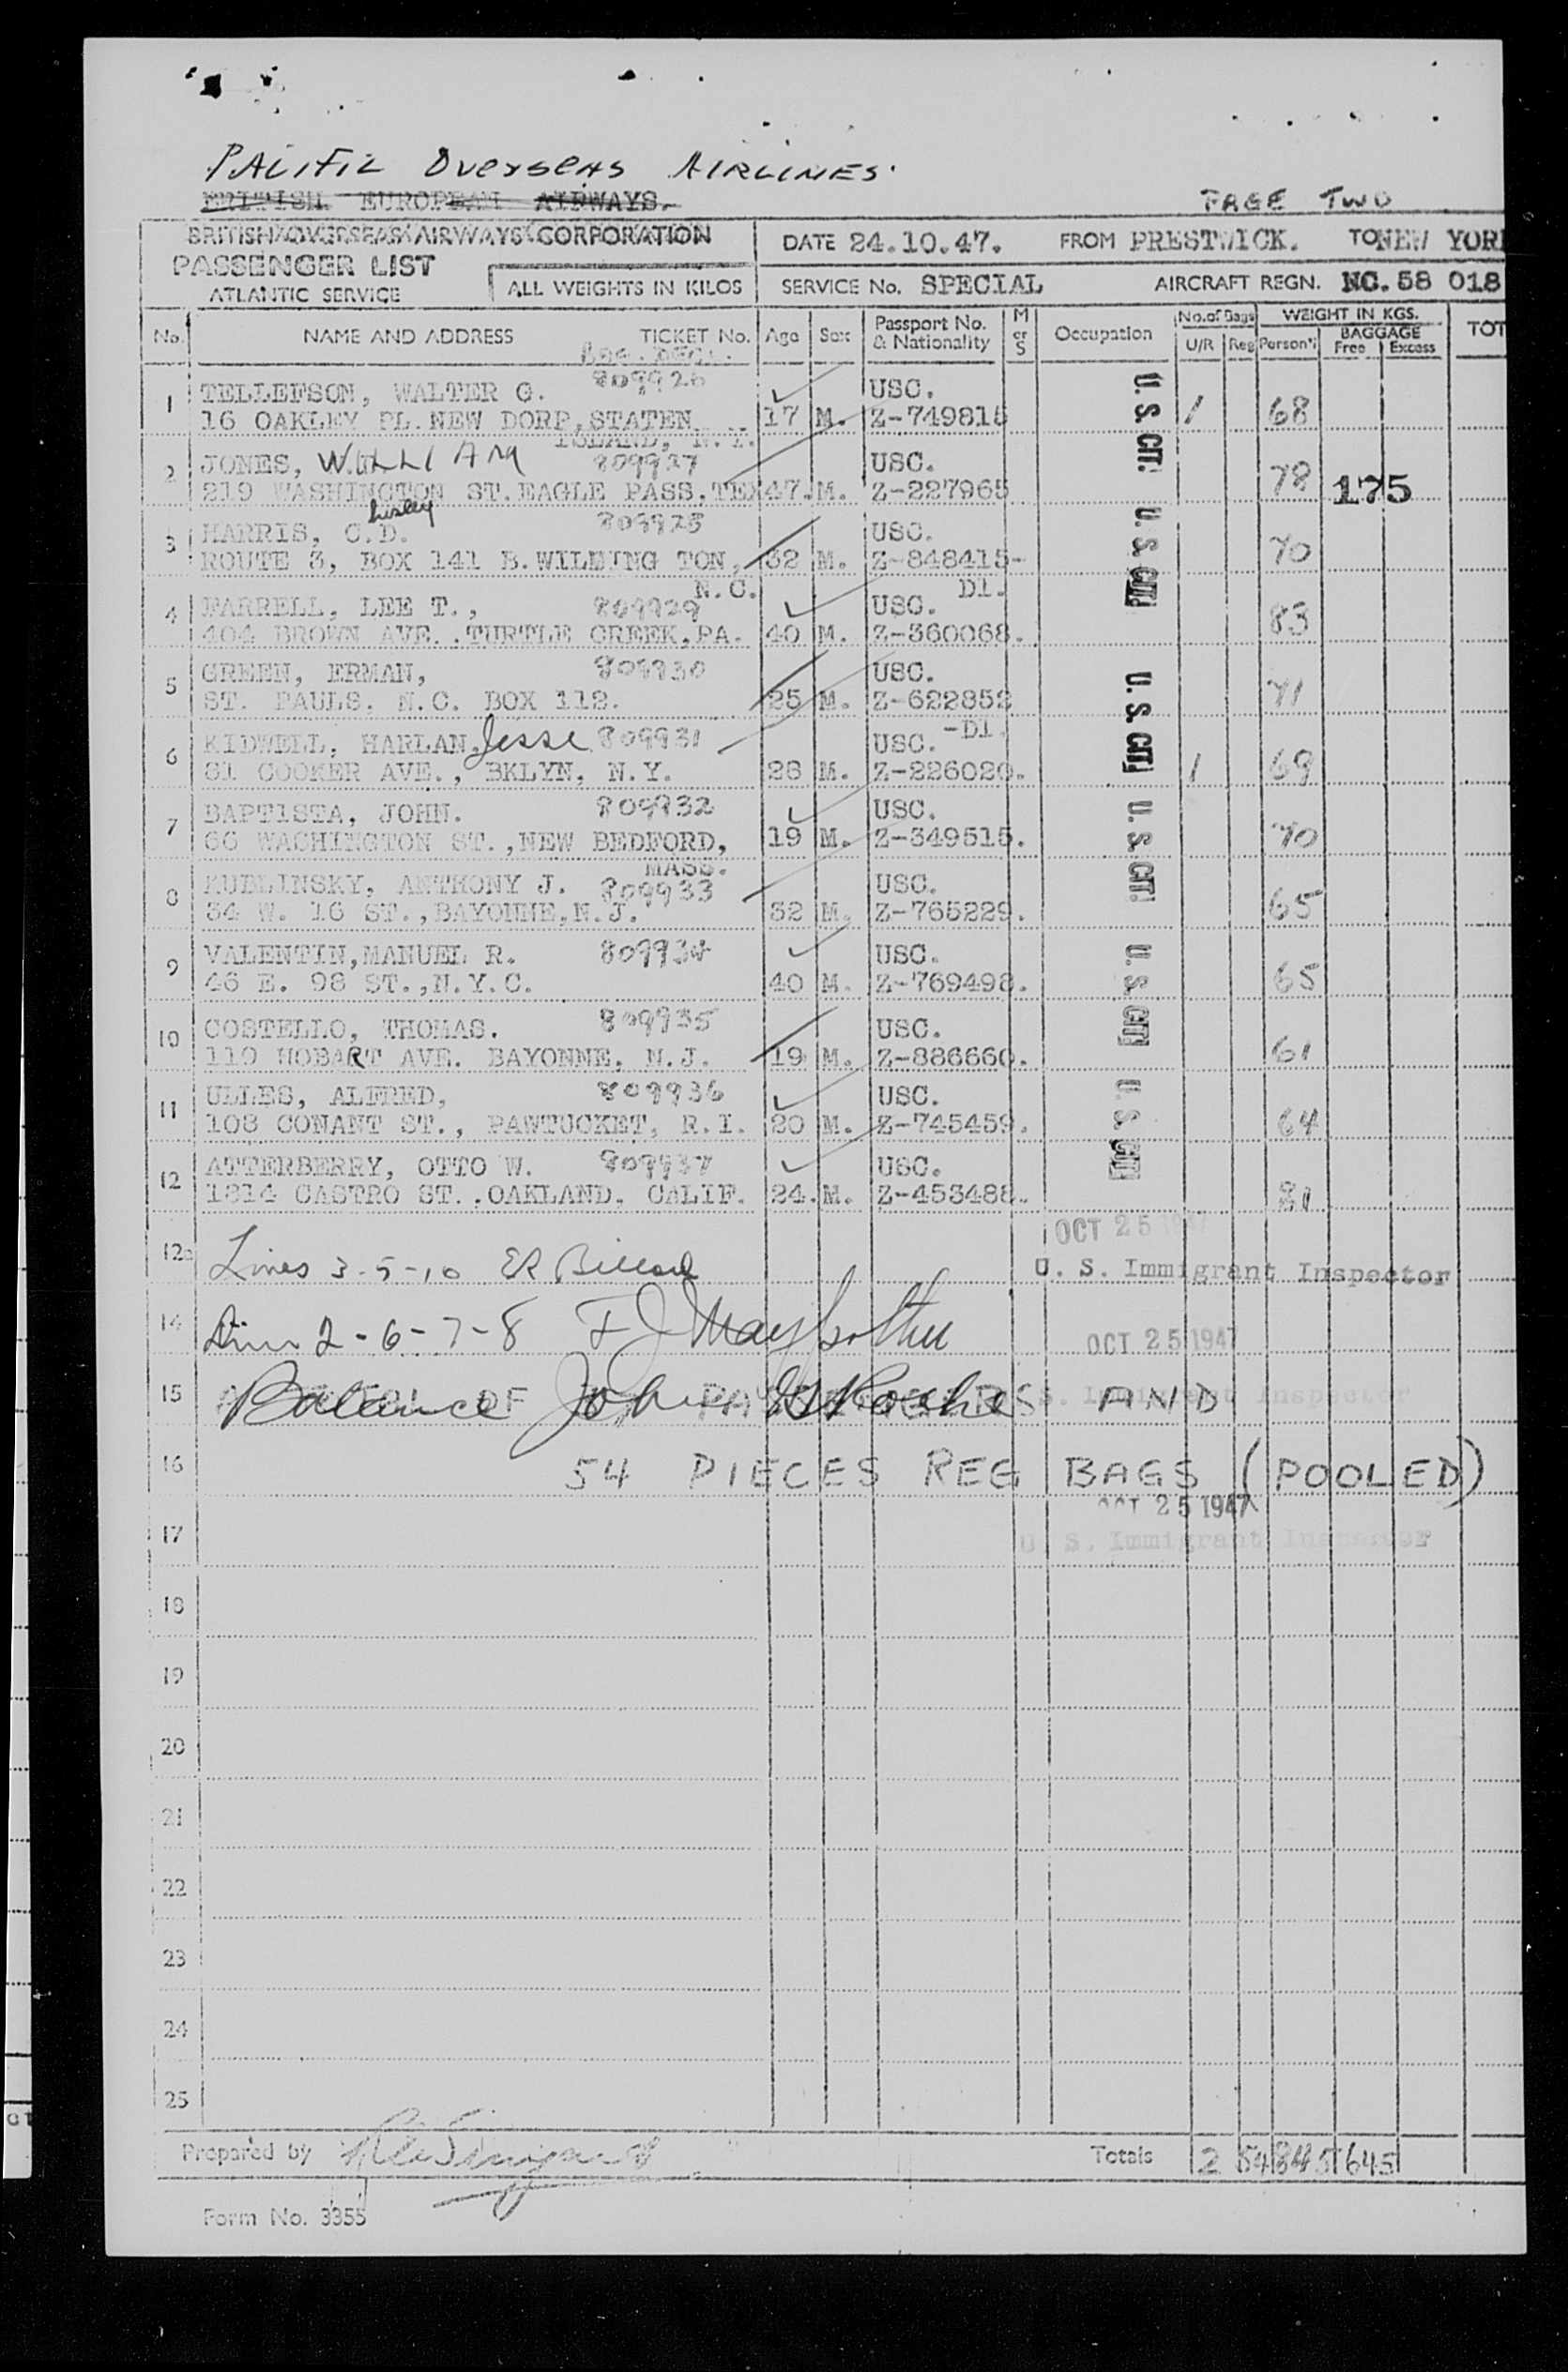 PACIFIC OVERSEAS AIRLINES.
BRITISH EUROPEAN AIRWAYS.
PAGE TWO
BRITISH OVERSEAS AIRWAYS CORPORATION
PASSENGER LIST
ATLANTIC SERVICE
ALL WEIGHTS IN KILOS
DATE 24.10.47. FROM PRESTWICK. TO NEW YORK
SERVICE No. SPECIAL AIRCRAFT REGN. NC.58 018
No. NAME AND ADDRESS TICKET No. Age Sex Passport No. & Nationality M or S Occupation No. of Bags U/R Reg WEIGHT IN KGS. Person'l BAGGAGE Free Excess TOT
1 TELLEFSON, WALTER G. 809926 USC.
16 OAKLEY PL. NEW DORP, STATEN 17 M. Z-749815 U. S. CIT. 1 68
ISLAND, N.Y.
2 JONES, WILLIAM 809927 USC.
219 WASHINGTON ST. EAGLE PASS, TEX 47. M. Z-227965 78 175
3 HARRIS, C.D. 809928 USC.
ROUTE 3, BOX 141 B. WILMING TON, 32 M. Z-848415- U. S. CIT. 70
N.C. D1.
4 FARRELL, LEE T., 809929 USC.
404 BROWN AVE., TURTLE CREEK, PA. 40 M. Z-360068. 83
5 GREEN, ERMAN, 809930 USC.
ST. PAULS, N.C. BOX 112. 25 M. Z-622852 U. S. CIT. 71
-D1.
6 KIDWELL, HARLAN, Jesse 809931 USC.
81 COOKER AVE., BKLYN, N.Y. 28 M. Z-226020. 1 69
7 BAPTISTA, JOHN. 809932 USC.
66 WACHINGTON ST., NEW BEDFORD, 19 M. Z-349515. U. S. CIT. 70
MASS.
8 KUBLINSKY, ANTHONY J. 809933 USC.
34 W. 16 ST., BAYONNE, N.J. 32 M. Z-765229. 65
9 VALENTIN, MANUEL R. 809934 USC.
46 E. 98 ST., N.Y.C. 40 M. Z-769498. U. S. CIT. 65
10 COSTELLO, THOMAS. 809935 USC.
119 HOBART AVE. BAYONNE, N.J. 19 M. Z-886660. 61
11 ULLES, ALFRED, 809936 USC.
108 CONANT ST., PAWTUCKET, R.I. 20 M. Z-745459. U. S. CIT. 64
12 ATTERBERRY, OTTO W. 809937 USC.
1814 CASTRO ST., OAKLAND, CALIF. 24. M. Z-453488. 81
OCT 25 1947
Lines 3-5-10
U. S. Immigrant Inspector
14 2-6-7-8
OCT 25 1947
15 Balance John Roche AND
S. Immigrant Inspector
16 54 PIECES REG BAGS (POOLED)
OCT 25 1947
17
U. S. Immigrant Inspector
18
19
20
21
22
23
24
25
Prepared by
Totals 2 54 845 645
Form No. 3355